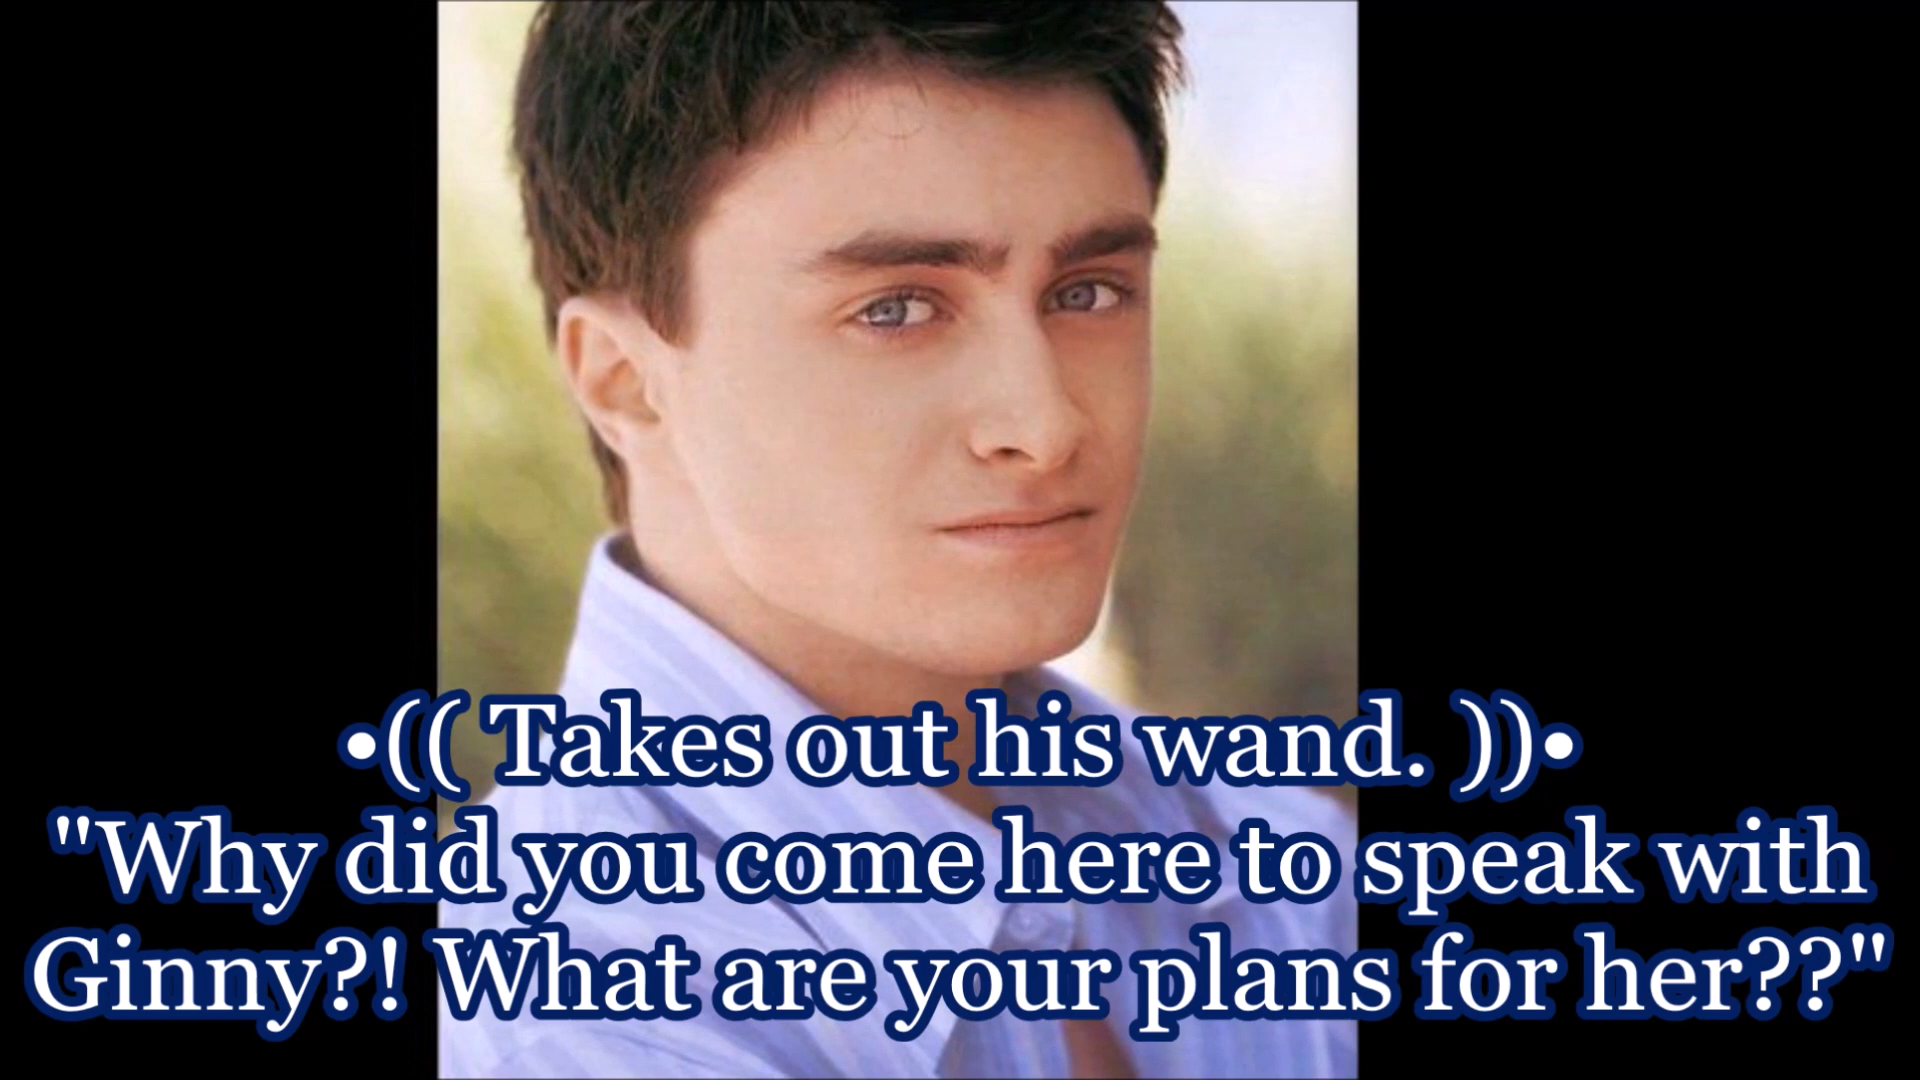 •(( Takes out his wand. ))•
"Why did you come here to speak with
Ginny?! What are your plans for her??"